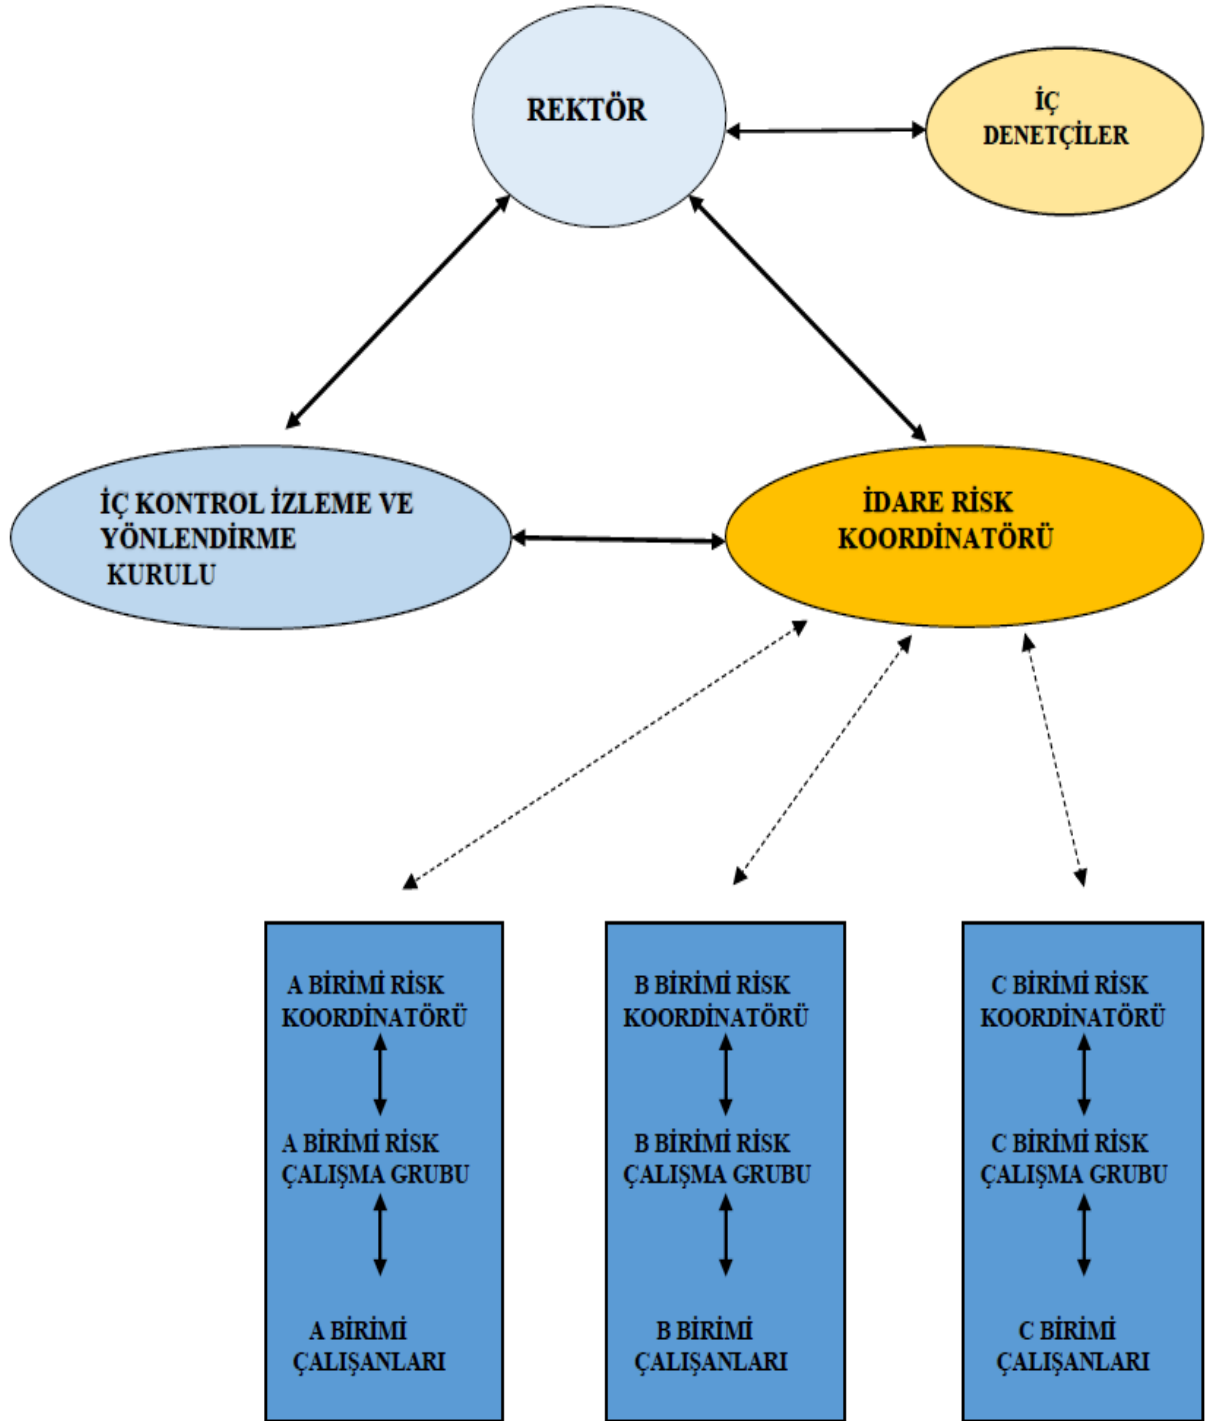 REKTÖR
İÇ
DENETÇİLER
İÇ KONTROL İZLEME VE
YÖNLENDİRME
KURULU
İDARE RİSK
KOORDİNATÖRÜ
A BİRİMİ RİSK
KOORDİNATÖRÜ
A BİRİMİ RİSK
ÇALIŞMA GRUBU
A BİRİMİ
ÇALIŞANLARI
B BİRİMİ RİSK
KOORDİNATÖRÜ
B BİRİMİ RİSK
ÇALIŞMA GRUBU
B BİRİMİ
ÇALIŞANLARI
C BİRİMİ RİSK
KOORDİNATÖRÜ
C BİRİMİ RİSK
ÇALIŞMA GRUBU
C BİRİMİ
ÇALIŞANLARI